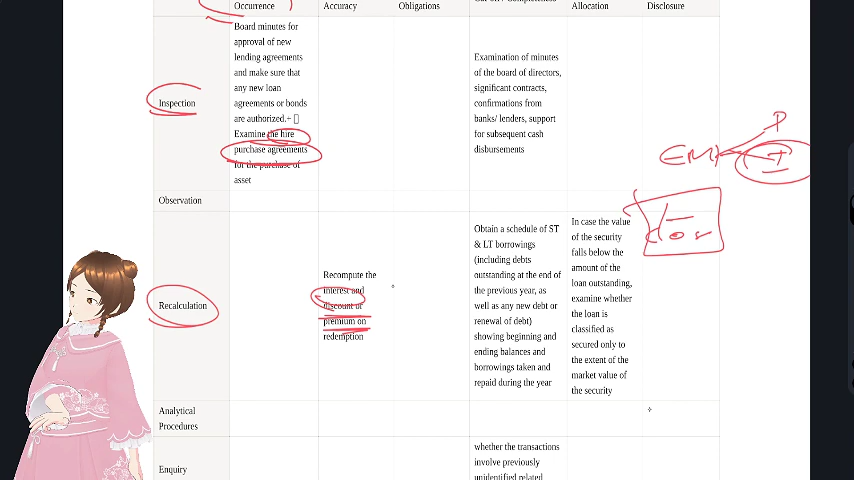 Occurrence
Accuracy
Obligations
Allocation
Disclosure
Inspection
Board minutes for
approval of new
lending agreements
and make sure that
any new loan
agreements or bonds
are authorized.+
Examine the hire
purchase agreements
for the purchase of
asset
Examination of minutes
of the board of directors,
significant contracts,
confirmations from
banks/ lenders, support
for subsequent cash
disbursements
EMI
P
I
Observation
Recalculation
Recompute the
interest and
discount or
premium on
redemption
Obtain a schedule of ST
& LT borrowings
(including debts
outstanding at the end of
the previous year, as
well as any new debt or
renewal of debt)
showing beginning and
ending balances and
borrowings taken and
repaid during the year
In case the value
of the security
falls below the
amount of the
loan outstanding,
examine whether
the loan is
classified as
secured only to
the extent of the
market value of
the security
Analytical
Procedures
Enquiry
whether the transactions
involve previously
unidentified related